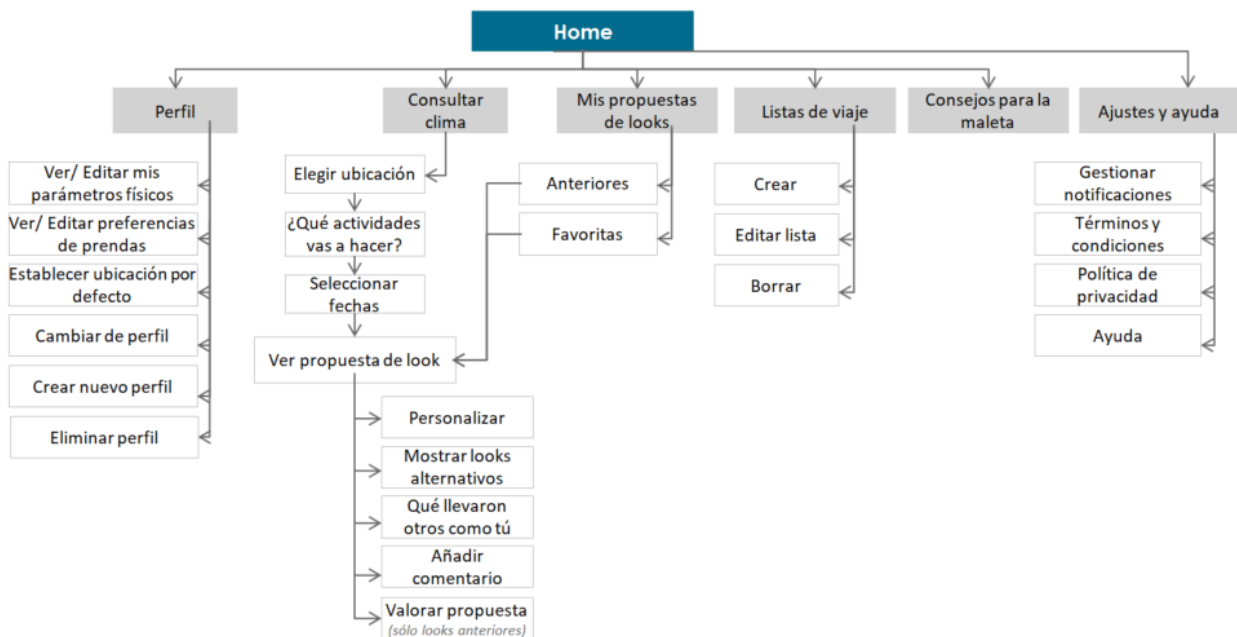 Home
Perfil
Consultar
clima
Mis propuestas
de looks
Listas de viaje
Consejos para la
maleta
Ajustes y ayuda
Ver/ Editar mis
parámetros físicos
Ver/ Editar preferencias
de prendas
Establecer ubicación por
defecto
Cambiar de perfil
Crear nuevo perfil
Eliminar perfil
Elegir ubicación
¿Qué actividades
vas a hacer?
Seleccionar
fechas
Ver propuesta de look
Personalizar
Mostrar looks
alternativos
Qué llevaron
otros como tú
Añadir
comentario
Valorar propuesta
(sólo looks anteriores)
Anteriores
Favoritas
Crear
Editar lista
Borrar
Gestionar
notificaciones
Términos y
condiciones
Política de
privacidad
Ayuda